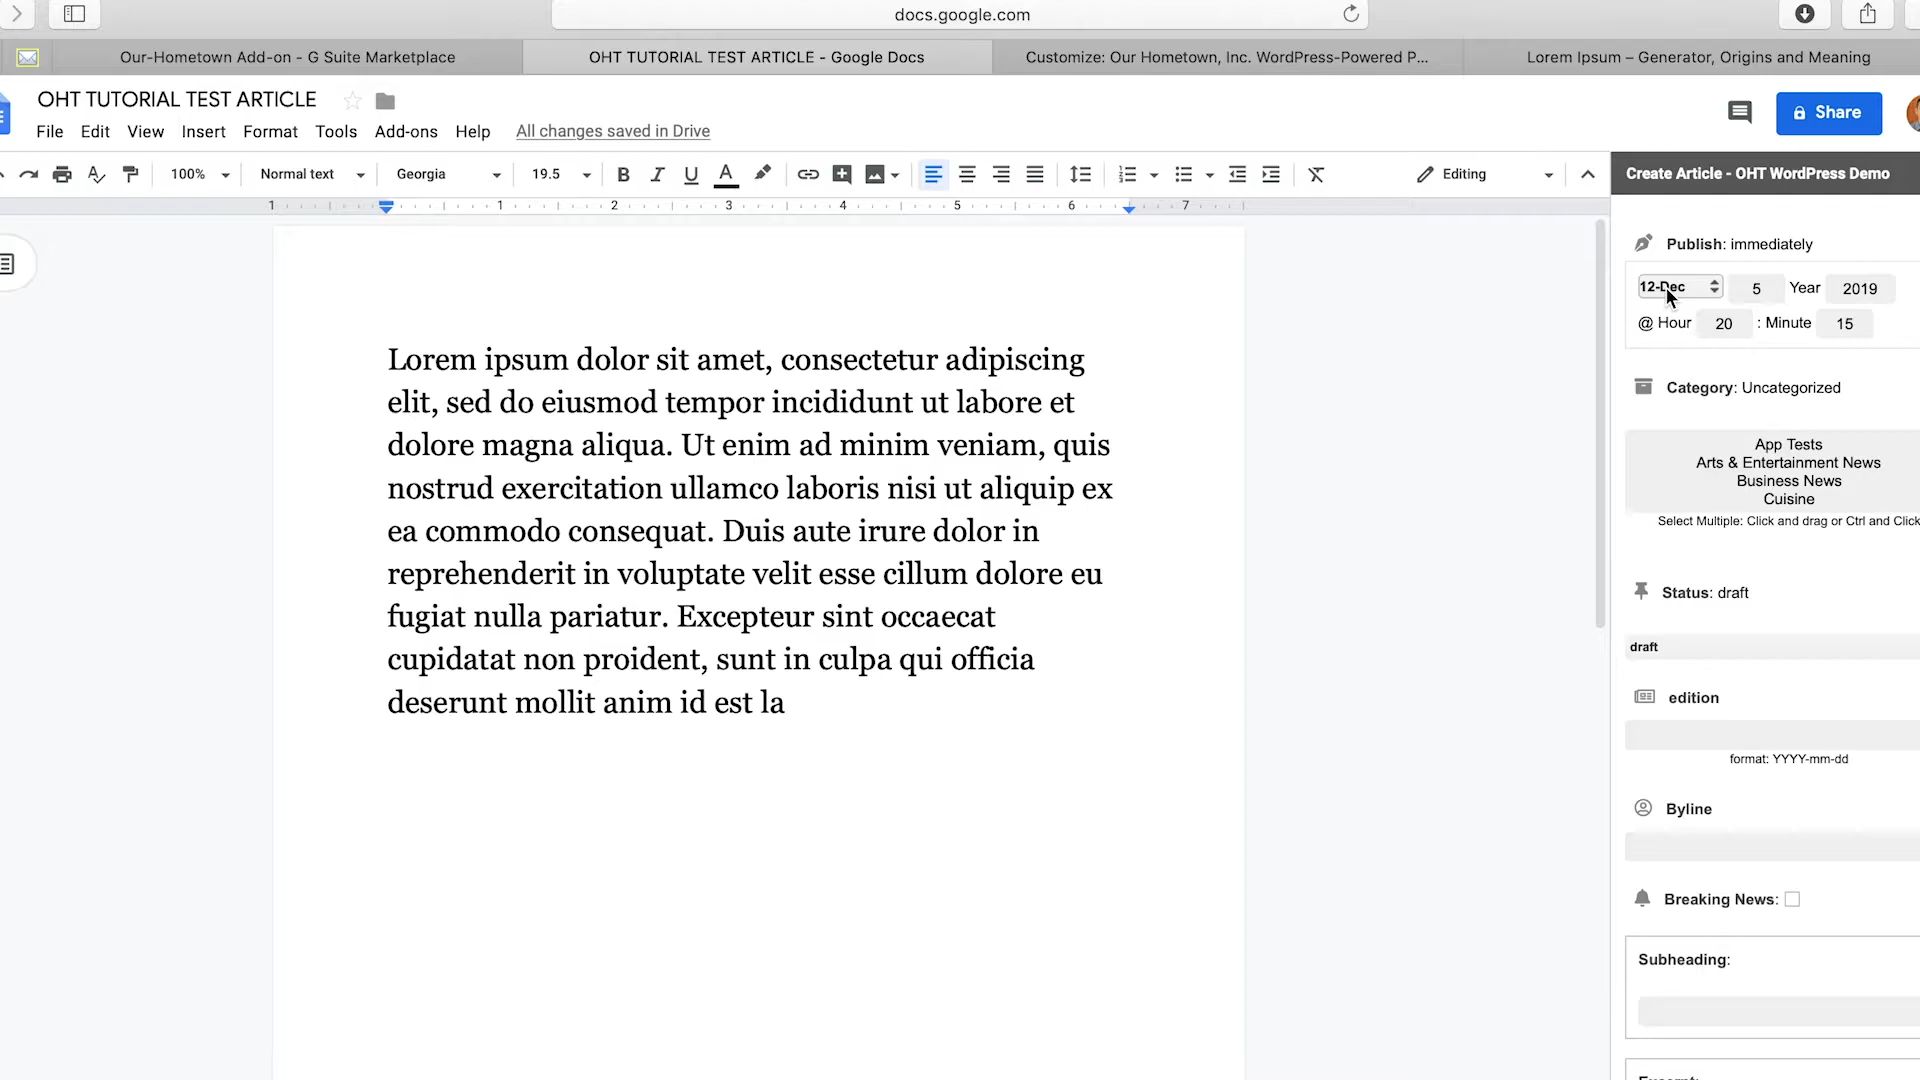 docs.google.com
Our-Hometown Add-on - G Suite Marketplace
OHT TUTORIAL TEST ARTICLE - Google Docs
Customize: Our Hometown, Inc. WordPress-Powered P...
Lorem Ipsum – Generator, Origins and Meaning
OHT TUTORIAL TEST ARTICLE
File Edit View Insert Format Tools Add-ons Help All changes saved in Drive
Share
100% Normal text Georgia 19.5 B I U A Editing
1 1 2 3 4 5 6 7
Lorem ipsum dolor sit amet, consectetur adipiscing
elit, sed do eiusmod tempor incididunt ut labore et
dolore magna aliqua. Ut enim ad minim veniam, quis
nostrud exercitation ullamco laboris nisi ut aliquip ex
ea commodo consequat. Duis aute irure dolor in
reprehenderit in voluptate velit esse cillum dolore eu
fugiat nulla pariatur. Excepteur sint occaecat
cupidatat non proident, sunt in culpa qui officia
deserunt mollit anim id est la
Create Article - OHT WordPress Demo
Publish: immediately
12-Dec 5 Year 2019
@ Hour 20 : Minute 15
Category: Uncategorized
App Tests
Arts & Entertainment News
Business News
Cuisine
Select Multiple: Click and drag or Ctrl and Click
Status: draft
draft
edition
format: YYYY-mm-dd
Byline
Breaking News:
Subheading: